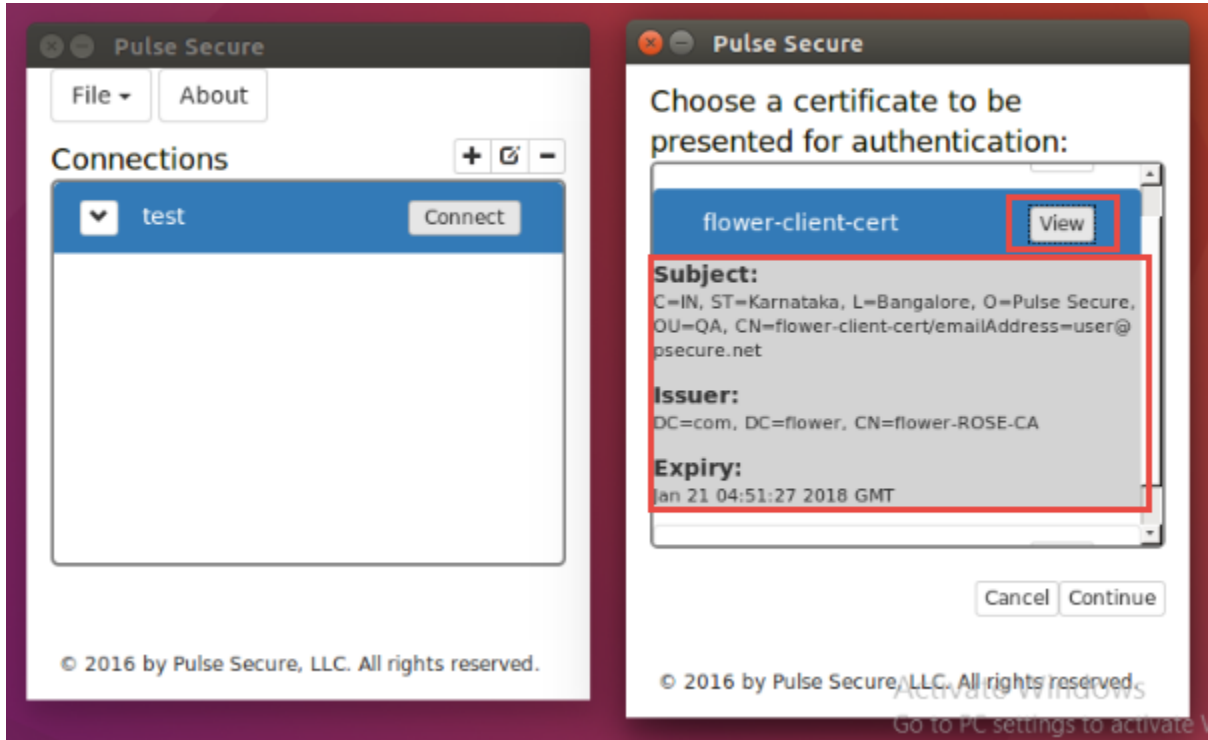 Pulse Secure
File
About
Connections
test
Connect
© 2016 by Pulse Secure, LLC. All rights reserved.
Pulse Secure
Choose a certificate to be
presented for authentication:
flower-client-cert
View
Subject:
C=IN, ST=Karnataka, L=Bangalore, O=Pulse Secure,
OU=QA, CN=flower-client-cert/emailAddress=user@
psecure.net
Issuer:
DC=com, DC=flower, CN=flower-ROSE-CA
Expiry:
Jan 21 04:51:27 2018 GMT
Cancel
Continue
© 2016 by Pulse Secure, LLC. All rights reserved.
Activate Windows
Go to PC settings to activate